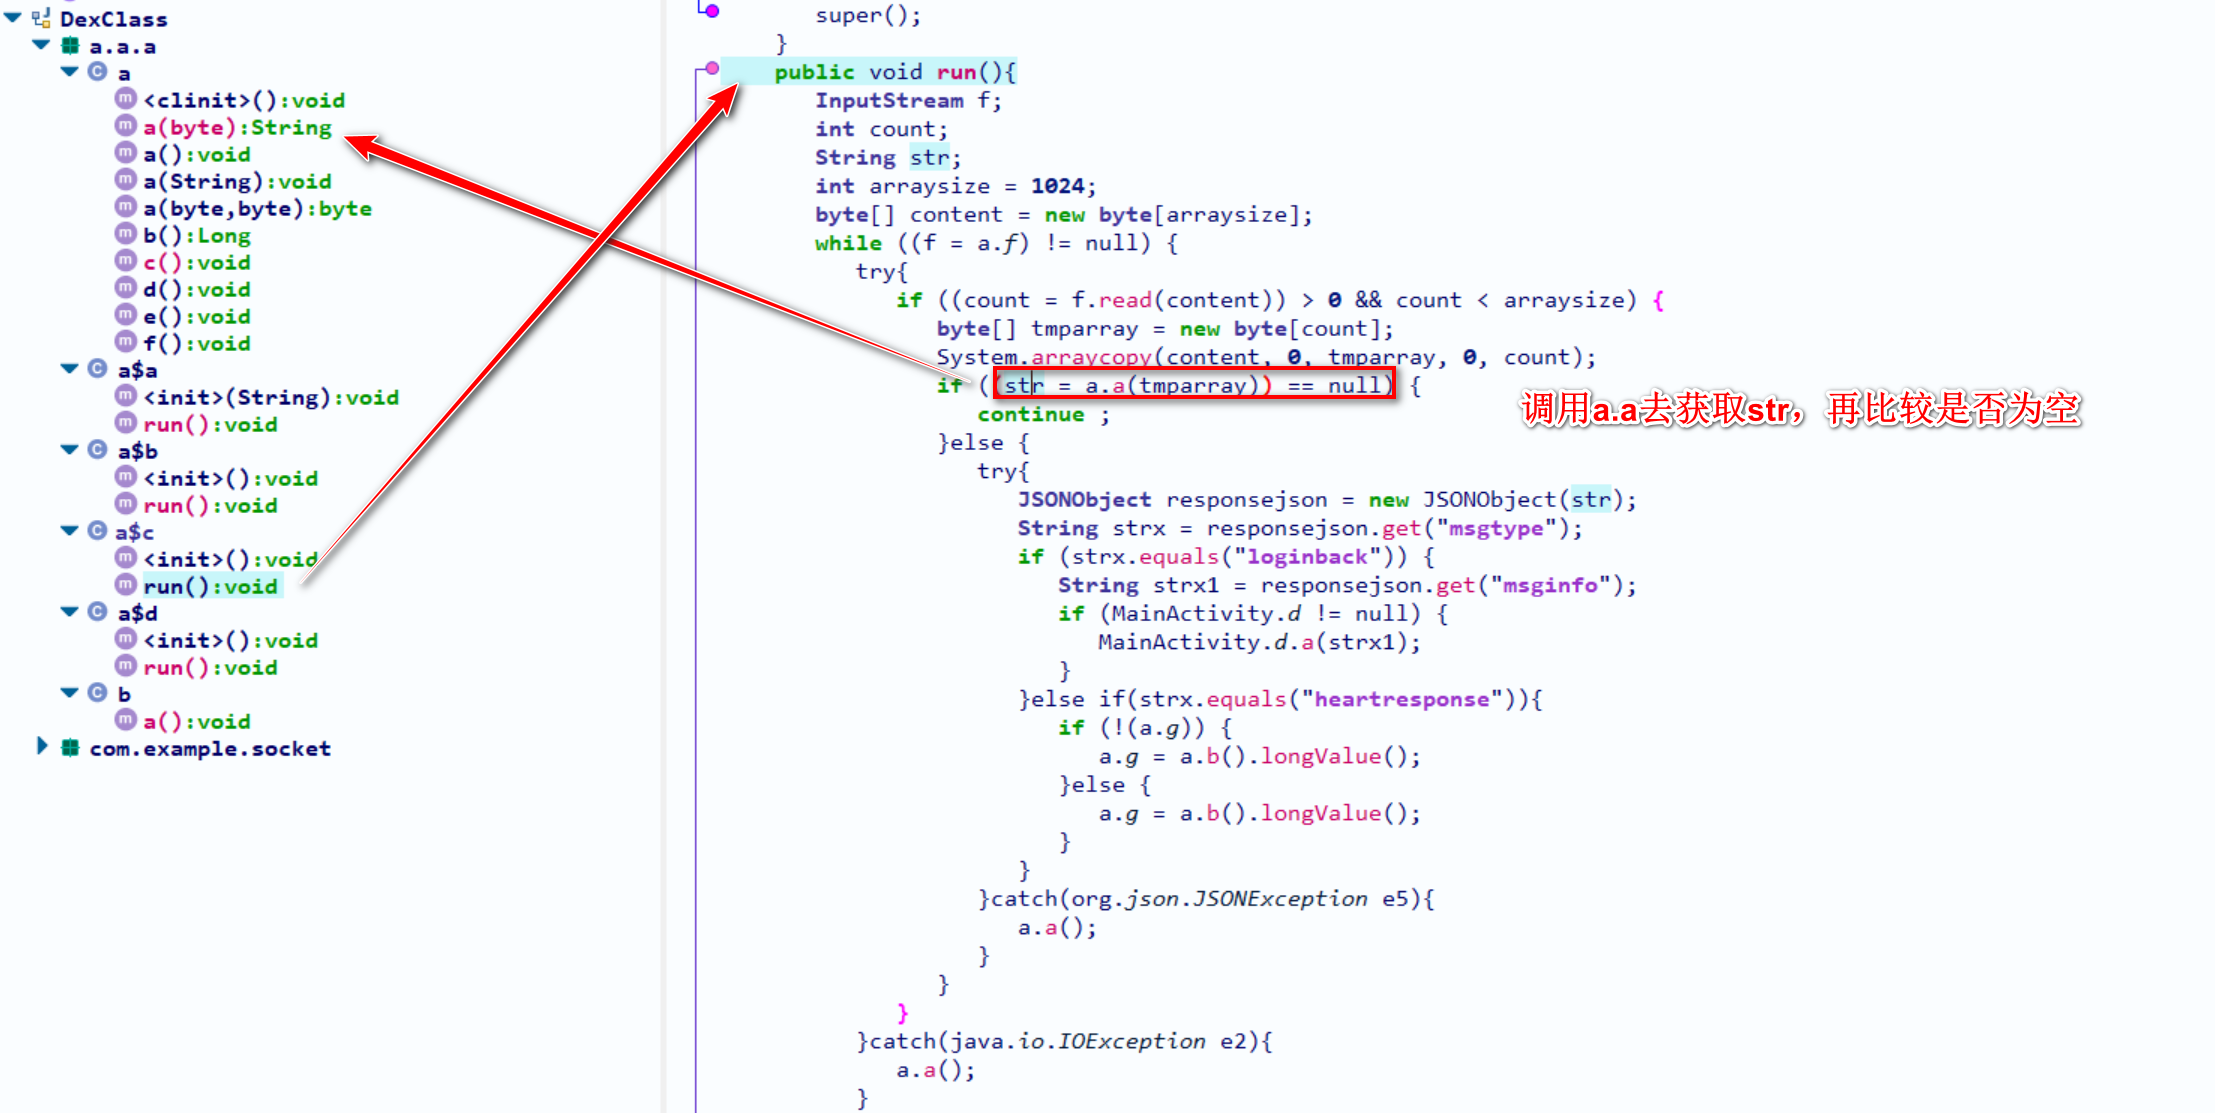 DexClass
a.a.a
a
<clinit>():void
a(byte):String
a():void
a(String):void
a(byte,byte):byte
b():Long
c():void
d():void
e():void
f():void
a$a
<init>(String):void
run():void
a$b
<init>():void
run():void
a$c
<init>():void
run():void
a$d
<init>():void
run():void
b
a():void
com.example.socket
super();
}
public void run(){
InputStream f;
int count;
String str;
int arraysize = 1024;
byte[] content = new byte[arraysize];
while ((f = a.f) != null) {
try{
if ((count = f.read(content)) > 0 && count < arraysize) {
byte[] tmparray = new byte[count];
System.arraycopy(content, 0, tmparray, 0, count);
if ((str = a.a(tmparray)) == null) {
调用a.a去获取str，再比较是否为空
continue ;
}else {
try{
JSONObject responsejson = new JSONObject(str);
String strx = responsejson.get("msgtype");
if (strx.equals("loginback")) {
String strx1 = responsejson.get("msginfo");
if (MainActivity.d != null) {
MainActivity.d.a(strx1);
}
}else if(strx.equals("heartresponse")){
if (!(a.g)) {
a.g = a.b().longValue();
}else {
a.g = a.b().longValue();
}
}
}catch(org.json.JSONException e5){
a.a();
}
}
}
}catch(java.io.IOException e2){
a.a();
}